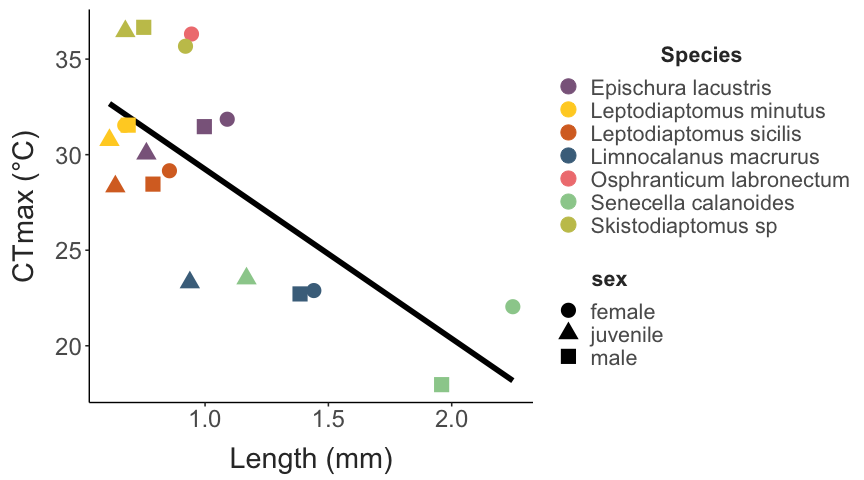 CTmax (°C)
35
30
25
20
1.0 1.5 2.0
Length (mm)
Species
Epischura lacustris
Leptodiaptomus minutus
Leptodiaptomus sicilis
Limnocalanus macrurus
Osphranticum labronectum
Senecella calanoides
Skistodiaptomus sp
sex
female
juvenile
male